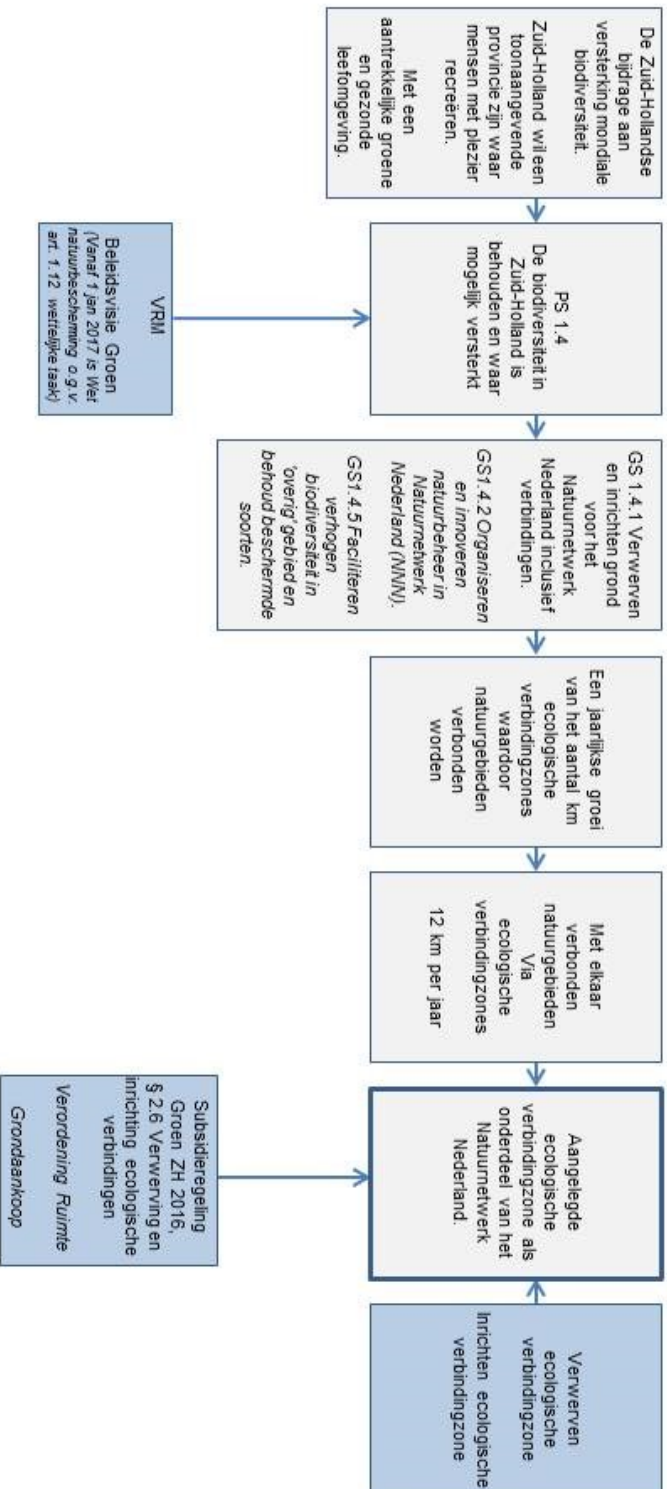 De Zuid-Hollandse
bijdrage aan
versterking mondiale
biodiversiteit.
Zuid-Holland wil een
toonaangevende
provincie zijn waar
mensen met plezier
recreëren.
Met een
aantrekkelijke groene
en gezonde
leefomgeving.
PS 1.4
De biodiversiteit in
Zuid-Holland is
behouden en waar
mogelijk versterkt
VRM
Beleidsvisie Groen
(Vanaf 1 jan 2017 is Wet
natuurbescherming o.g.v.
art. 1.12 wettelijke taak)
GS 1.4.1 Verwerven
en inrichten grond
voor het
Natuurnetwerk
Nederland inclusief
verbindingen.
GS1.4.2 Organiseren
en innoveren
natuurbeheer in
Natuurnetwerk
Nederland (NNN).
GS1.4.5 Faciliteren
verhogen
biodiversiteit in
'overig' gebied en
behoud beschermde
soorten.
Een jaarlijkse groei
van het aantal km
ecologische
verbindingzones
waardoor
natuurgebieden
verbonden
worden
Met elkaar
verbonden
natuurgebieden
Via
ecologische
verbindingzones
12 km per jaar
Aangelegde
ecologische
verbindingzone als
onderdeel van het
Natuurnetwerk
Nederland.
Subsidieregeling
Groen ZH 2016,
§ 2.6 Verwerving en
inrichting ecologische
verbindingen
Verordening Ruimte
Grondaankoop
Verwerven
ecologische
verbindingzone
Inrichten ecologische
verbindingzone